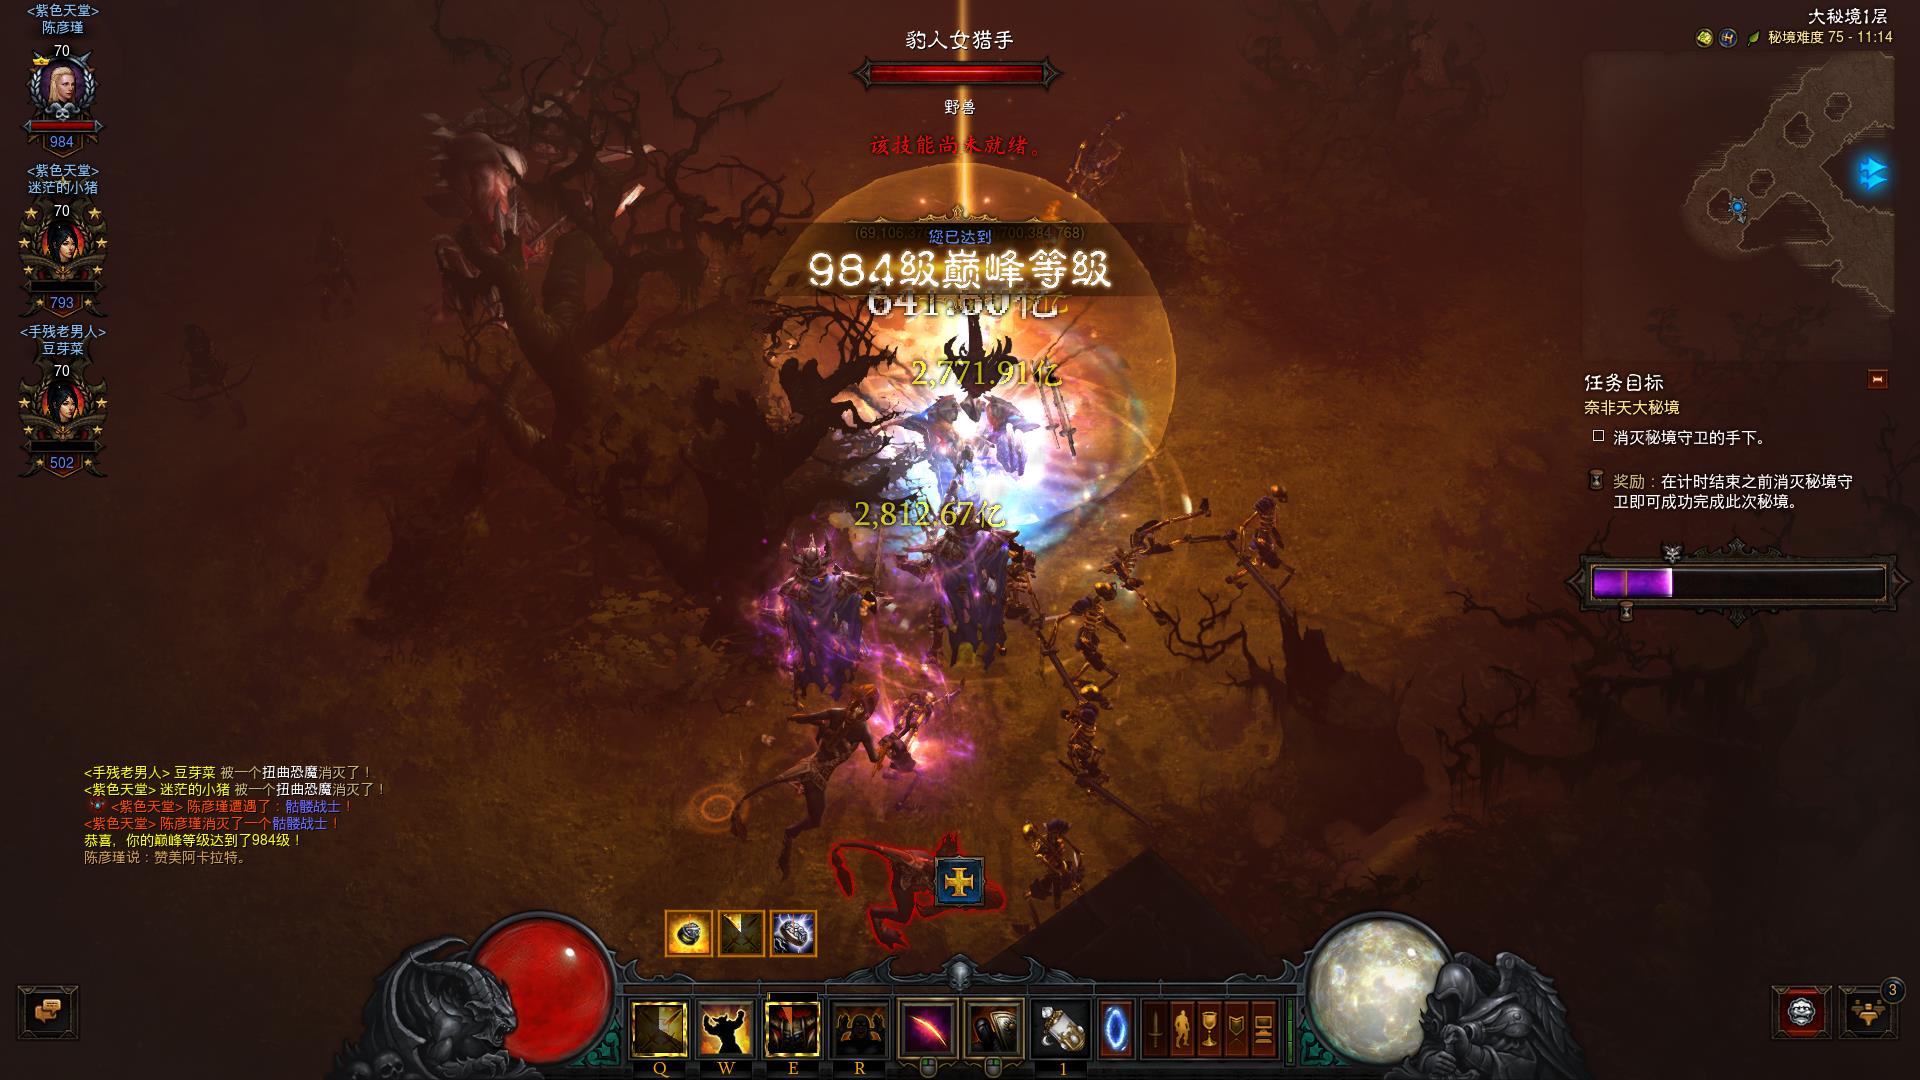 <紫色天堂>
陈彦瑾
70
984
<紫色天堂>
迷茫的小猪
70
793
<手残老男人>
豆芽菜
70
502
豹人女猎手
野兽
该技能尚未就绪。
您已达到
984级巅峰等级
2,771.91亿
2,812.67亿
大秘境1层
秘境难度 75 - 11:14
任务目标
奈非天大秘境
消灭秘境守卫的手下。
奖励：在计时结束之前消灭秘境守
卫即可成功完成此次秘境。
<手残老男人> 豆芽菜 被一个扭曲恐魔消灭了！
<紫色天堂> 迷茫的小猪 被一个扭曲恐魔消灭了！
<紫色天堂> 陈彦瑾遭遇了：骷髅战士！
<紫色天堂> 陈彦瑾消灭了一个骷髅战士！
恭喜，你的巅峰等级达到了984级！
陈彦瑾说：赞美阿卡拉特。
Q
W
E
R
1
3